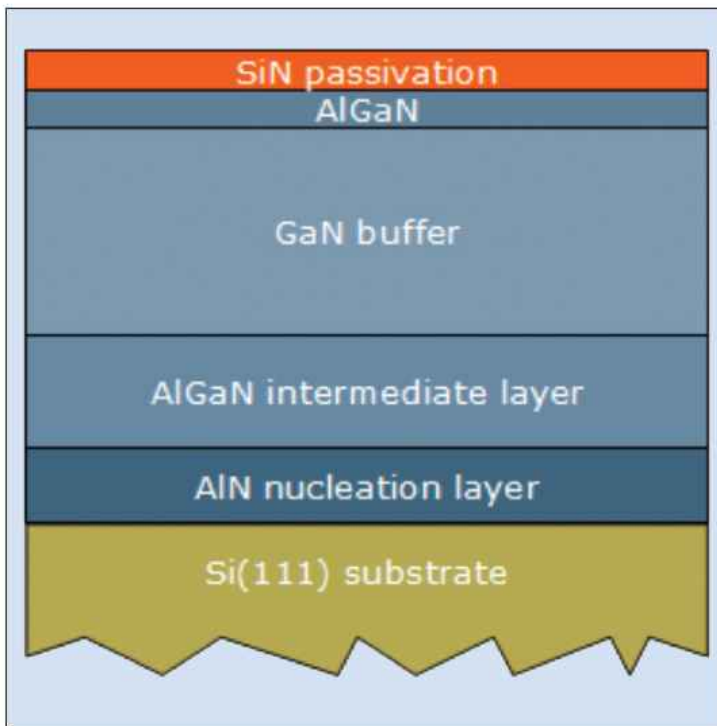 SiN passivation
AlGaN
GaN buffer
AlGaN intermediate layer
AlN nucleation layer
Si(111) substrate